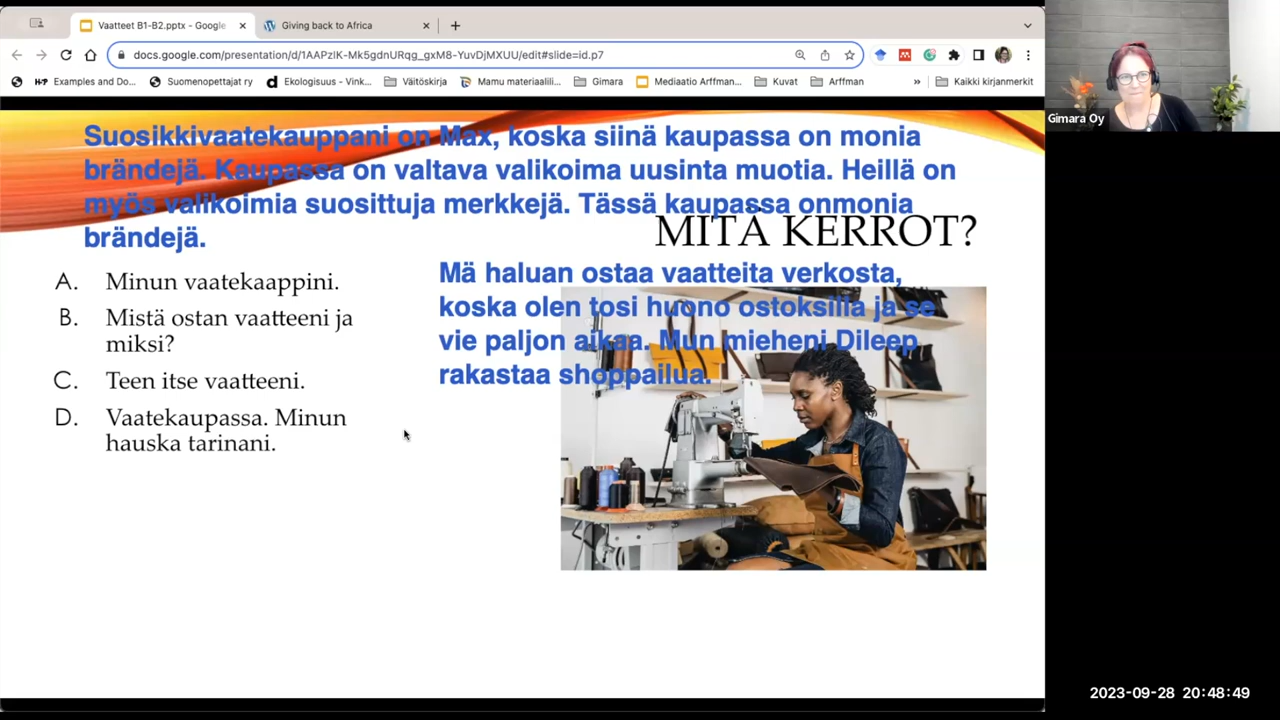 Vaatteet B1-B2.pptx - Google
Giving back to Africa
docs.google.com/presentation/d/1AAPzIK-Mk5gdnURqg_gxM8-YuvDjMXUU/edit#slide=id.p7
Examples and Do...
Suomenopettajat ry
Ekologisuus - Vink...
Väitöskirja
Mamu materiaalili...
Gimara
Mediaatio Arffman...
Kuvat
Arffman
»
Kaikki kirjanmerkit
Gimara Oy
Suosikkivaatekauppani on Max, koska siinä kaupassa on monia
brändejä. Kaupassa on valtava valikoima uusinta muotia. Heillä on
myös valikoimia suosittuja merkkejä. Tässä kaupassa onmonia
brändejä.
MITÄ KERROT?
A. Minun vaatekaappini.
B. Mistä ostan vaatteeni ja
miksi?
C. Teen itse vaatteeni.
D. Vaatekaupassa. Minun
hauska tarinani.
Mä haluan ostaa vaatteita verkosta,
koska olen tosi huono ostoksilla ja se
vie paljon aikaa. Mun mieheni Dileep
rakastaa shoppailua.
2023-09-28 20:48:49